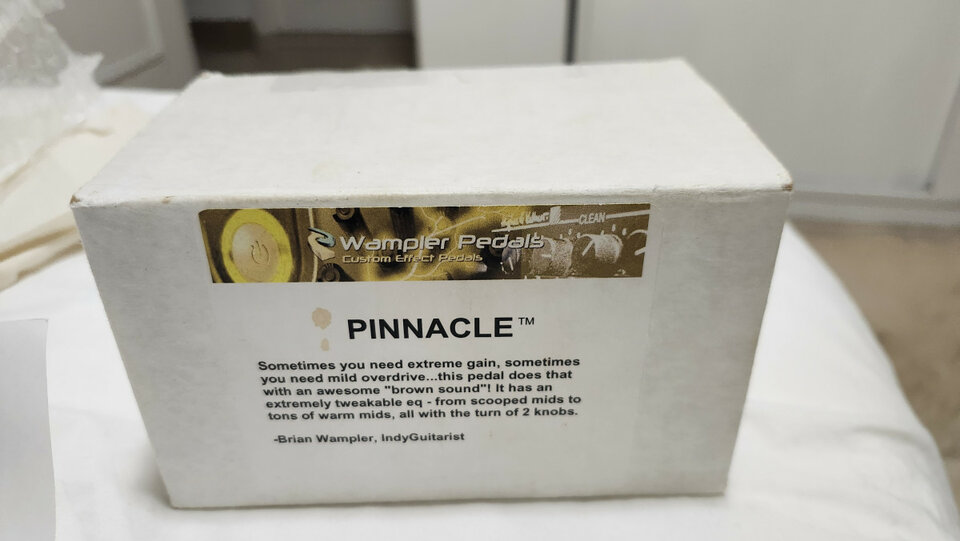 CLEAN
Wampler Pedals
Custom Effect Pedals
PINNACLE™
Sometimes you need extreme gain, sometimes
you need mild overdrive...this pedal does that
with an awesome "brown sound"! It has an
extremely tweakable eq - from scooped mids to
tons of warm mids, all with the turn of 2 knobs.
-Brian Wampler, IndyGuitarist